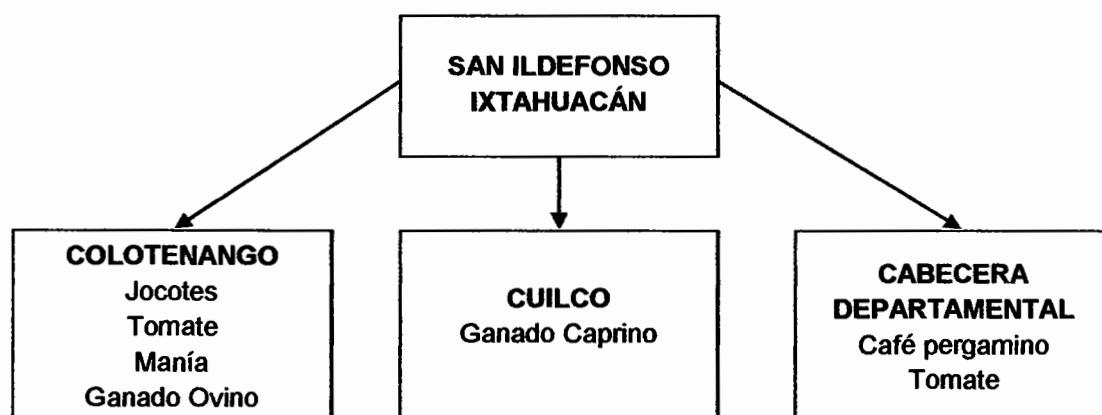 SAN ILDEFONSO
IXTAHUACÁN
COLOTENANGO
Jocotes
Tomate
Manía
Ganado Ovino
CUILCO
Ganado Caprino
CABECERA
DEPARTAMENTAL
Café pergamino
Tomate